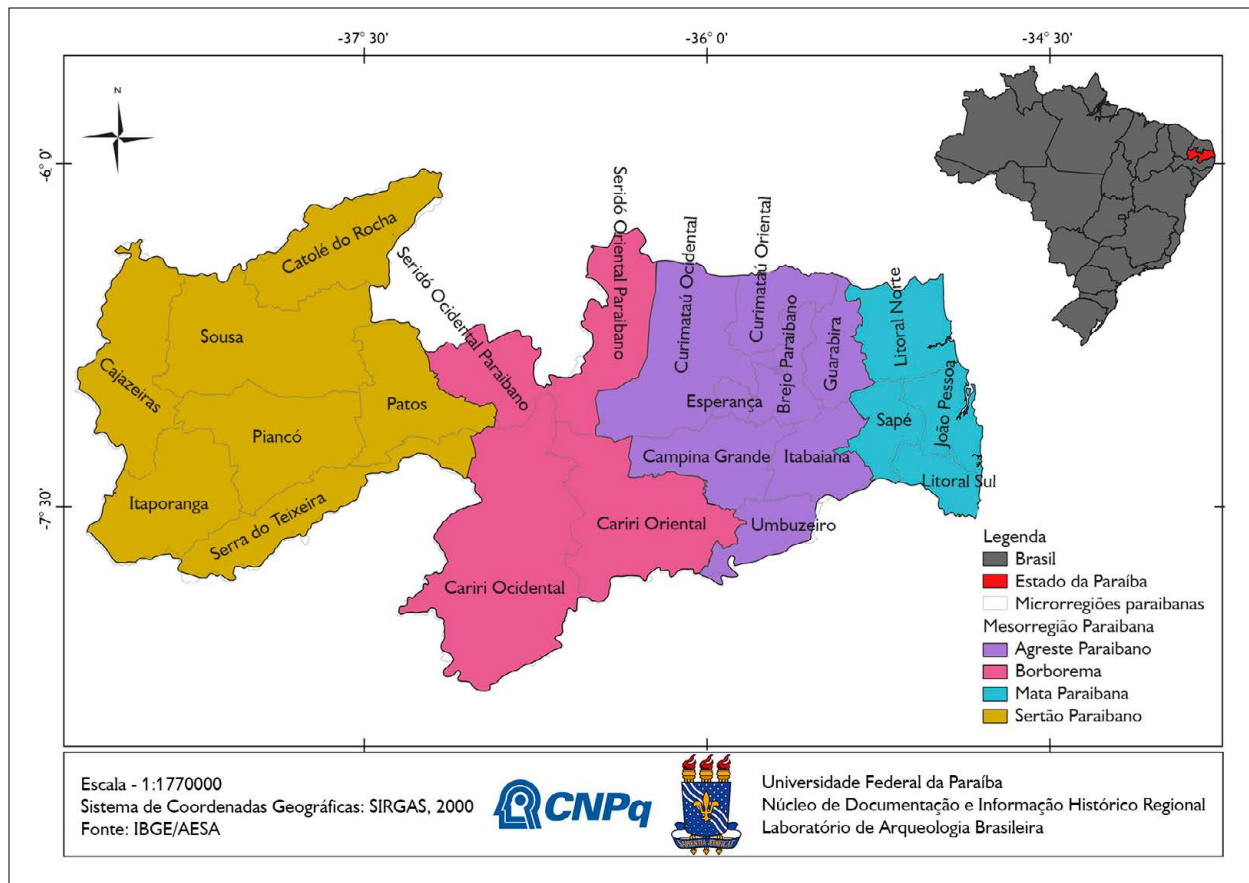 -37° 30'
-36° 0'
-34° 30'
N
-6° 0'
-7° 30'
Catolé do Rocha
Sousa
Cajazeiras
Patos
Piancó
Itaporanga
Serra do Teixeira
Seridó Ocidental Paraibano
Seridó Oriental Paraibano
Cariri Oriental
Cariri Ocidental
Curimataú Ocidental
Curimataú Oriental
Brejo Paraibano
Guarabira
Esperança
Campina Grande
Itabaiana
Umbuzeiro
Litoral Norte
Sapé
João Pessoa
Litoral Sul
Legenda
Brasil
Estado da Paraíba
Microrregiões paraibanas
Mesorregião Paraibana
Agreste Paraibano
Borborema
Mata Paraibana
Sertão Paraibano
Escala - 1:1770000
Sistema de Coordenadas Geográficas: SIRGAS, 2000
Fonte: IBGE/AESA
CNPq
SAPIENTIA ÆDIFICAT
Universidade Federal da Paraíba
Núcleo de Documentação e Informação Histórico Regional
Laboratório de Arqueologia Brasileira